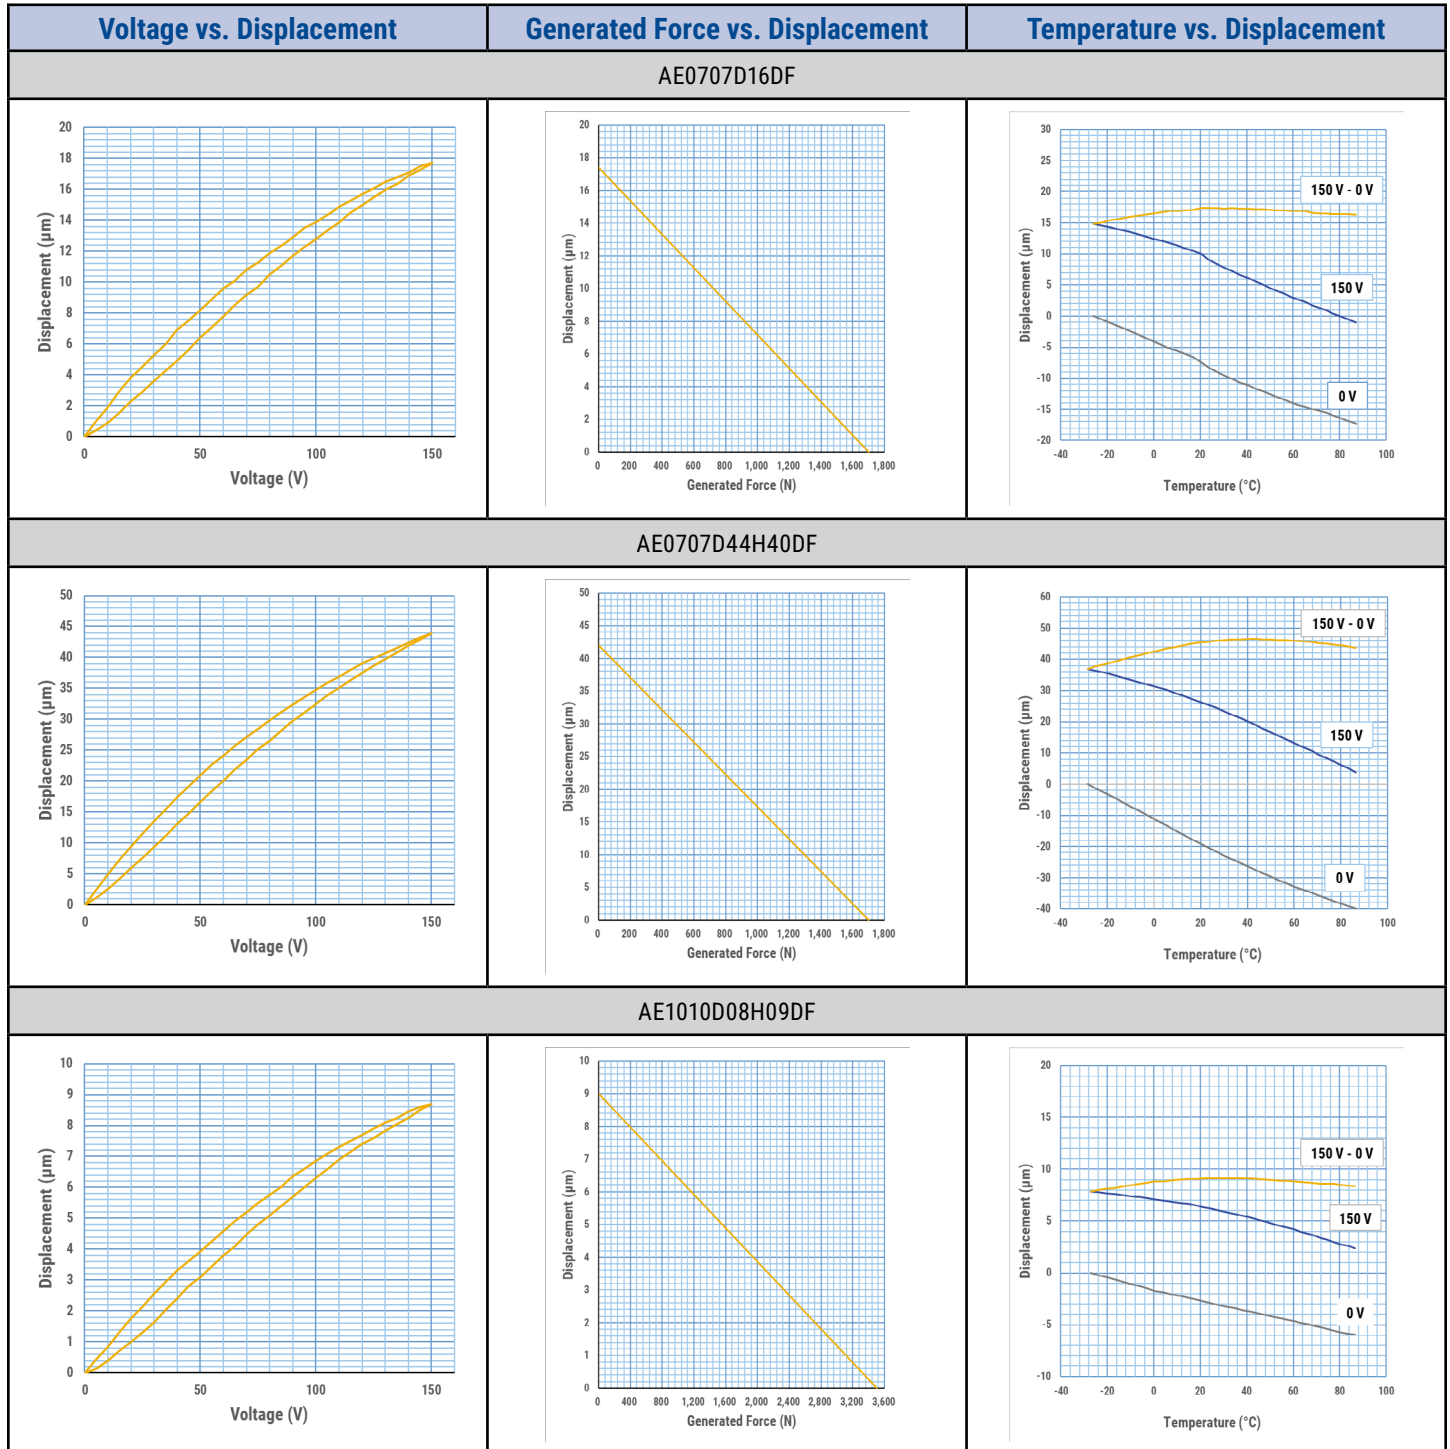 Voltage vs. Displacement
Generated Force vs. Displacement
Temperature vs. Displacement
AE0707D16DF
20
18
16
14
12
10
8
6
4
2
0
0 50 100 150
Displacement (µm)
Voltage (V)
20
18
16
14
12
10
8
6
4
2
0
0 200 400 600 800 1,000 1,200 1,400 1,600 1,800
Displacement (µm)
Generated Force (N)
30
25
20
15
10
5
0
-5
-10
-15
-20
-40 -20 0 20 40 60 80 100
Displacement (µm)
Temperature (°C)
150 V - 0 V
150 V
0 V
AE0707D44H40DF
50
45
40
35
30
25
20
15
10
5
0
0 50 100 150
Displacement (µm)
Voltage (V)
50
45
40
35
30
25
20
15
10
5
0
0 200 400 600 800 1,000 1,200 1,400 1,600 1,800
Displacement (µm)
Generated Force (N)
60
50
40
30
20
10
0
-10
-20
-30
-40
-40 -20 0 20 40 60 80 100
Displacement (µm)
Temperature (°C)
150 V - 0 V
150 V
0 V
AE1010D08H09DF
10
9
8
7
6
5
4
3
2
1
0
0 50 100 150
Displacement (µm)
Voltage (V)
10
9
8
7
6
5
4
3
2
1
0
0 400 800 1,200 1,600 2,000 2,400 2,800 3,200 3,600
Displacement (µm)
Generated Force (N)
20
15
10
5
0
-5
-10
-40 -20 0 20 40 60 80 100
Displacement (µm)
Temperature (°C)
150 V - 0 V
150 V
0 V